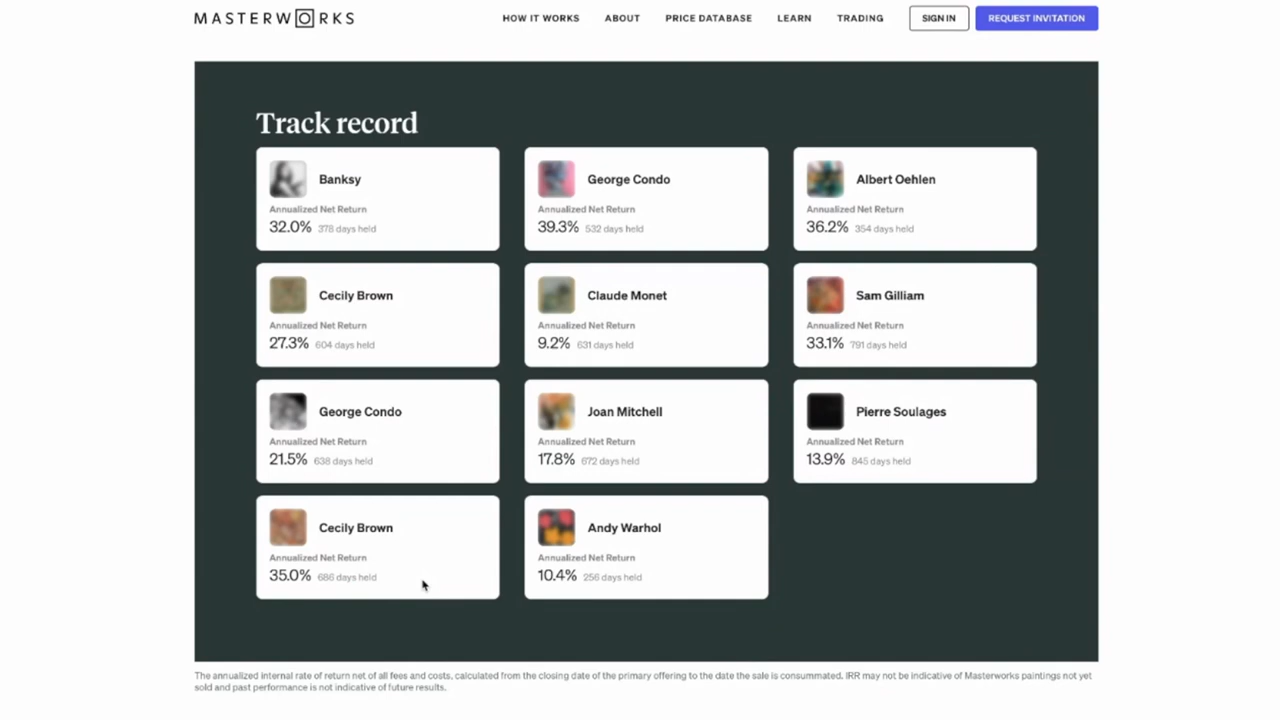 MASTERWORKS
HOW IT WORKS ABOUT PRICE DATABASE LEARN TRADING SIGN IN REQUEST INVITATION
Track record
Banksy
Annualized Net Return
32.0% 378 days held
George Condo
Annualized Net Return
39.3% 532 days held
Albert Oehlen
Annualized Net Return
36.2% 354 days held
Cecily Brown
Annualized Net Return
27.3% 604 days held
Claude Monet
Annualized Net Return
9.2% 631 days held
Sam Gilliam
Annualized Net Return
33.1% 791 days held
George Condo
Annualized Net Return
21.5% 638 days held
Joan Mitchell
Annualized Net Return
17.8% 672 days held
Pierre Soulages
Annualized Net Return
13.9% 845 days held
Cecily Brown
Annualized Net Return
35.0% 686 days held
Andy Warhol
Annualized Net Return
10.4% 256 days held
The annualized internal rate of return net of all fees and costs, calculated from the closing date of the primary offering to the date the sale is consummated. IRR may not be indicative of Masterworks paintings not yet
sold and past performance is not indicative of future results.